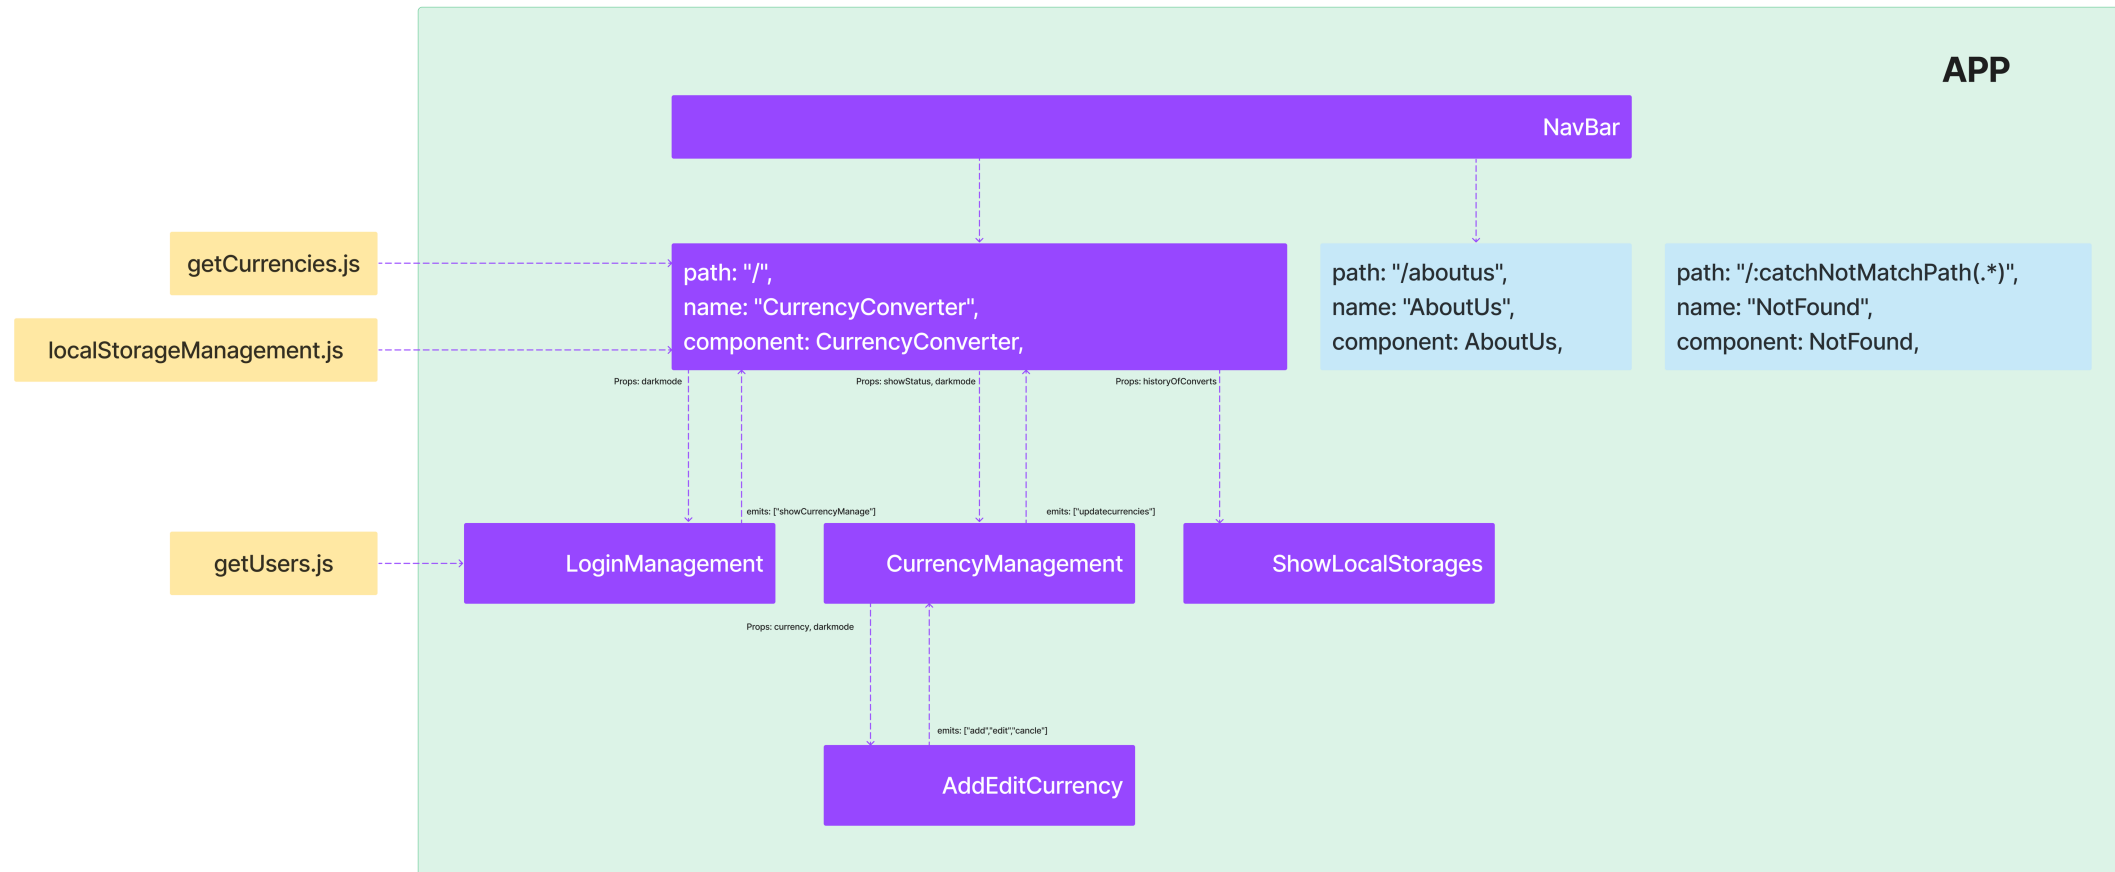 APP
NavBar
getCurrencies.js
localStorageManagement.js
path: "/",
name: "CurrencyConverter",
component: CurrencyConverter,
path: "/aboutus",
name: "AboutUs",
component: AboutUs,
path: "/:catchNotMatchPath(.*)",
name: "NotFound",
component: NotFound,
Props: darkmode
Props: showStatus, darkmode
Props: historyOfConverts
emits: ["showCurrencyManage"]
emits: ["updatecurrencies"]
getUsers.js
LoginManagement
CurrencyManagement
ShowLocalStorages
Props: currency, darkmode
emits: ["add","edit","cancle"]
AddEditCurrency